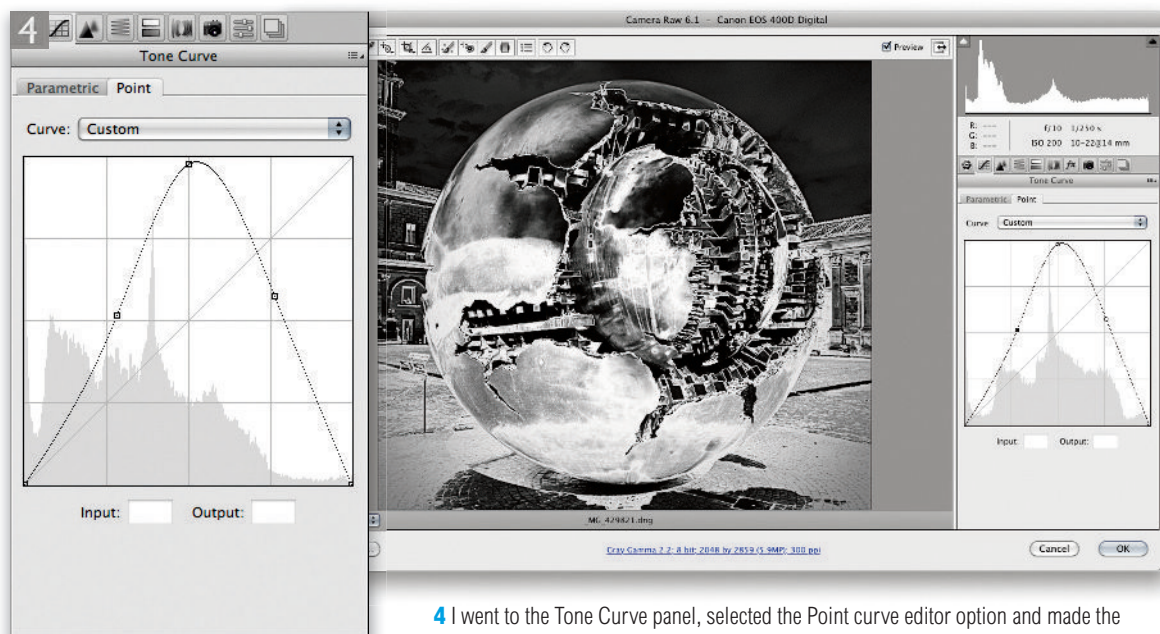 4
Tone Curve
Parametric Point
Curve: Custom
Input: Output:
Camera Raw 6.1 - Canon EOS 400D Digital
Preview
R: ---
G: ---
B: ---
f/10 1/250 s
ISO 200 10-22@14 mm
Tone Curve
Parametric Point
Curve Custom
Input: Output:
_MG_429821.dng
Gray Gamma 2.2; 8 bit; 2048 by 2859 (5.9MP); 300 ppi
Cancel OK
4 I went to the Tone Curve panel, selected the Point curve editor option and made the